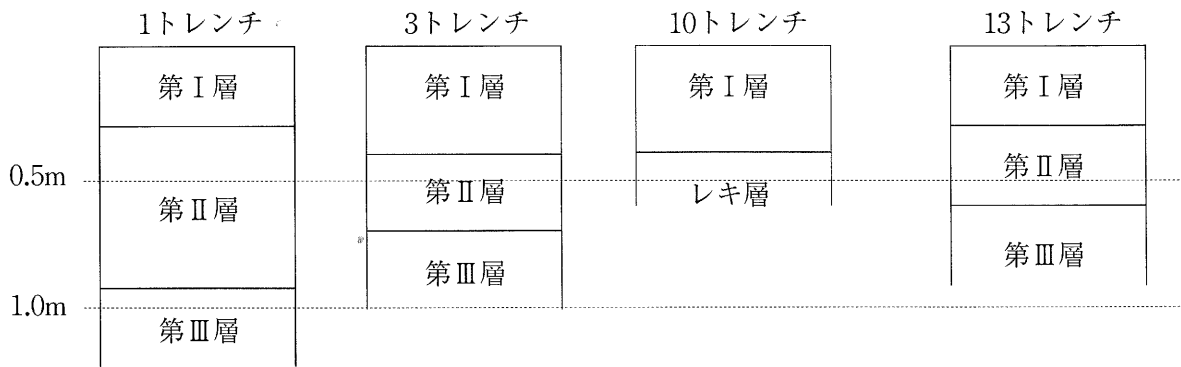 1トレンチ
3トレンチ
10トレンチ
13トレンチ
第Ⅰ層
第Ⅰ層
第Ⅰ層
第Ⅰ層
0.5m
第Ⅱ層
第Ⅱ層
レキ層
第Ⅱ層
第Ⅲ層
第Ⅲ層
1.0m
第Ⅲ層